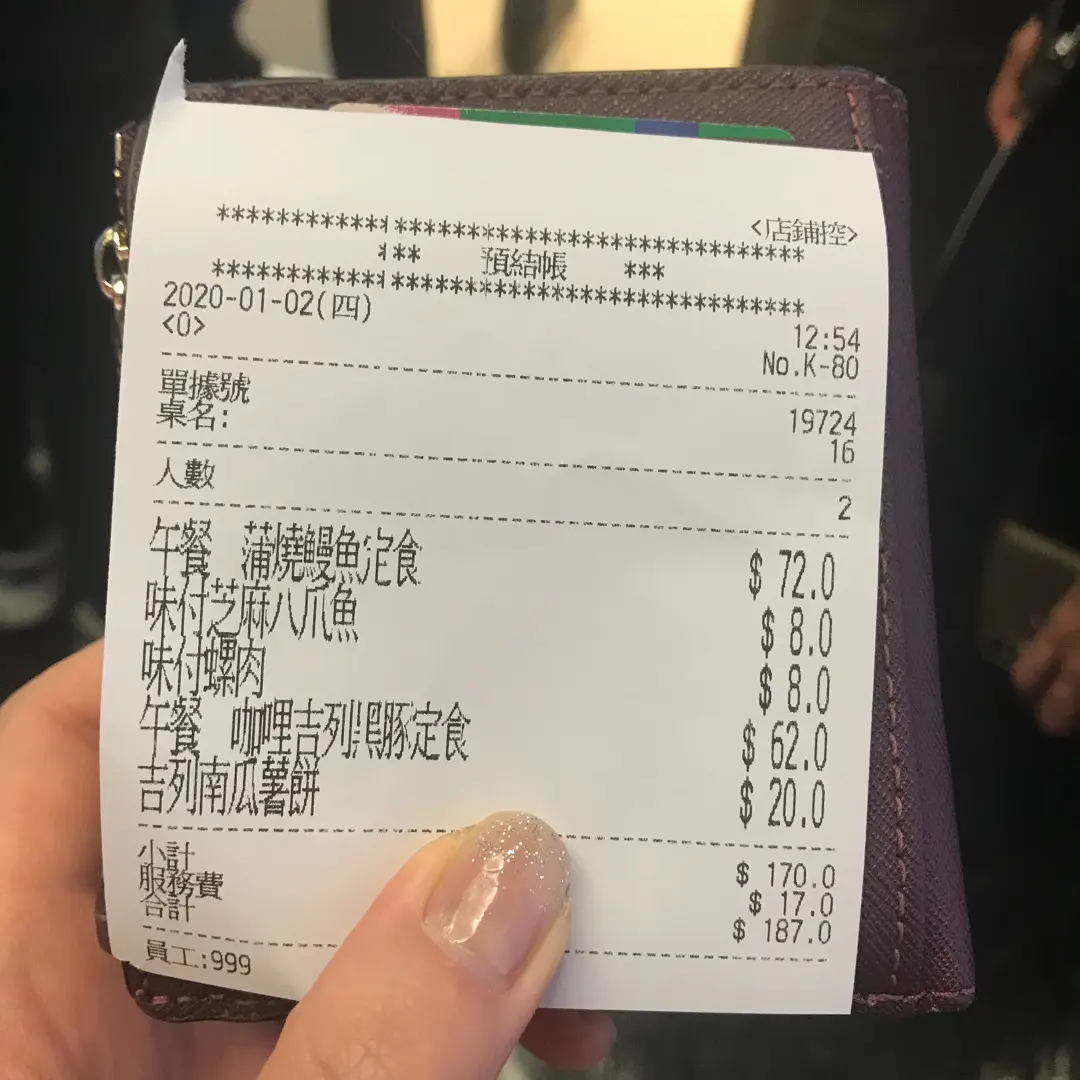 <店鋪控>
****************************************
*** 預結帳 ***
****************************************
2020-01-02(四) 12:54
<0> No.K-80
單據號 19724
桌名: 16
人數 2
午餐 蒲燒鰻魚定食 $ 72.0
味付芝麻八爪魚 $ 8.0
味付螺肉 $ 8.0
午餐 咖哩吉列黑豚定食 $ 62.0
吉列南瓜薯餅 $ 20.0
小計 $ 170.0
服務費 $ 17.0
合計 $ 187.0
員工:999